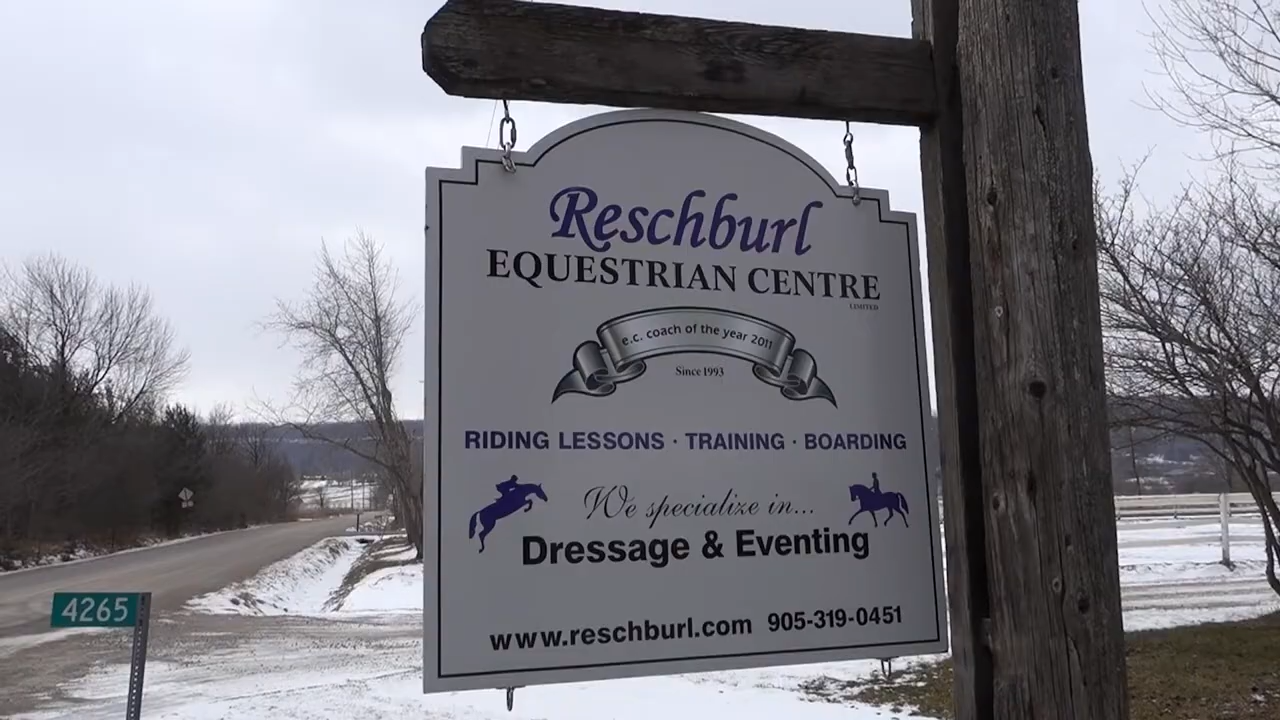 Reschburl
EQUESTRIAN CENTRE
LIMITED
e.c. coach of the year 2011
Since 1993
RIDING LESSONS · TRAINING · BOARDING
We specialize in...
Dressage & Eventing
www.reschburl.com 905-319-0451
4265